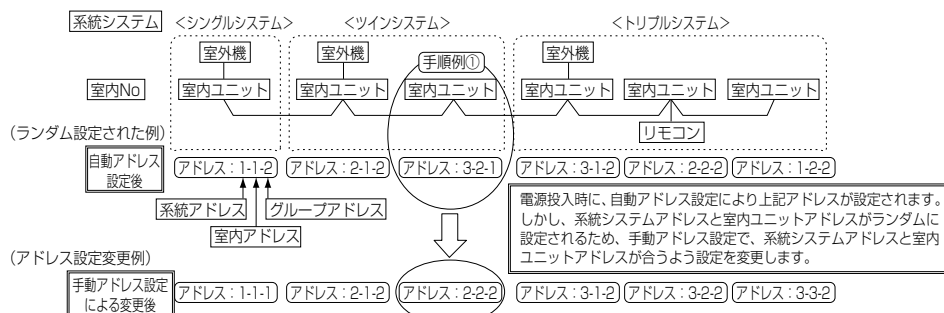 系統システム <シングルシステム> <ツインシステム> <トリプルシステム>
室外機 室外機 手順例① 室外機
室内No 室内ユニット 室内ユニット 室内ユニット 室内ユニット 室内ユニット 室内ユニット
(ランダム設定された例) リモコン
自動アドレス
設定後
アドレス：1-1-2 アドレス：2-1-2 アドレス：3-2-1 アドレス：3-1-2 アドレス：2-2-2 アドレス：1-2-2
系統アドレス グループアドレス
室内アドレス
電源投入時に、自動アドレス設定により上記アドレスが設定されます。
しかし、系統システムアドレスと室内ユニットアドレスがランダムに
設定されるため、手動アドレス設定で、系統システムアドレスと室内
ユニットアドレスが合うよう設定を変更します。
(アドレス設定変更例)
手動アドレス設定
による変更後
アドレス：1-1-1 アドレス：2-1-2 アドレス：2-2-2 アドレス：3-1-2 アドレス：3-2-2 アドレス：3-3-2